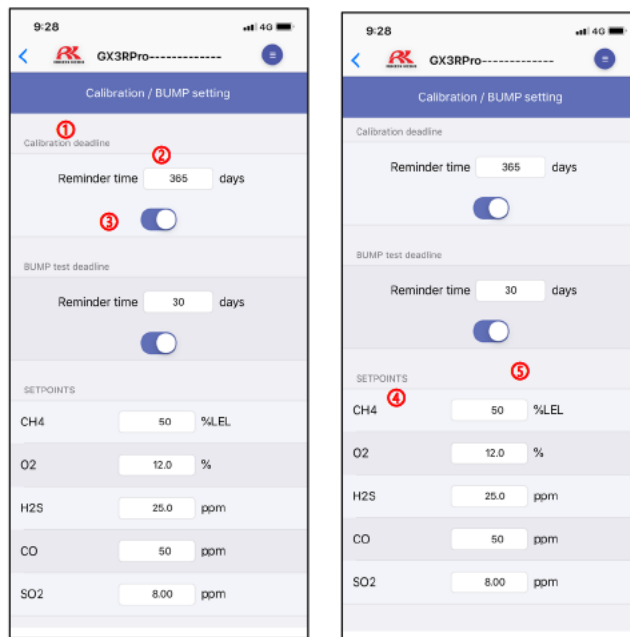 9:28
4G
RK
GX3RPro-------------
Calibration / BUMP setting
①
Calibration deadline
②
Reminder time 365 days
③
BUMP test deadline
Reminder time 30 days
SETPOINTS
CH4 50 %LEL
O2 12.0 %
H2S 25.0 ppm
CO 50 ppm
SO2 8.00 ppm
9:28
4G
RK
GX3RPro-------------
Calibration / BUMP setting
Calibration deadline
Reminder time 365 days
BUMP test deadline
Reminder time 30 days
⑤
SETPOINTS
④
CH4 50 %LEL
O2 12.0 %
H2S 25.0 ppm
CO 50 ppm
SO2 8.00 ppm